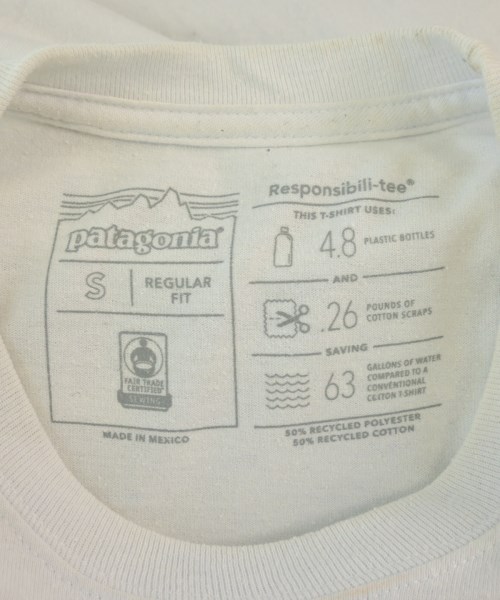 patagonia®
S
REGULAR
FIT
FAIR TRADE
CERTIFIED™
SEWING
MADE IN MEXICO
Responsibili-tee®
THIS T-SHIRT USES:
4.8 PLASTIC BOTTLES
AND
.26 POUNDS OF
COTTON SCRAPS
SAVING
63 GALLONS OF WATER
COMPARED TO A
CONVENTIONAL
COTTON T-SHIRT
50% RECYCLED POLYESTER
50% RECYCLED COTTON